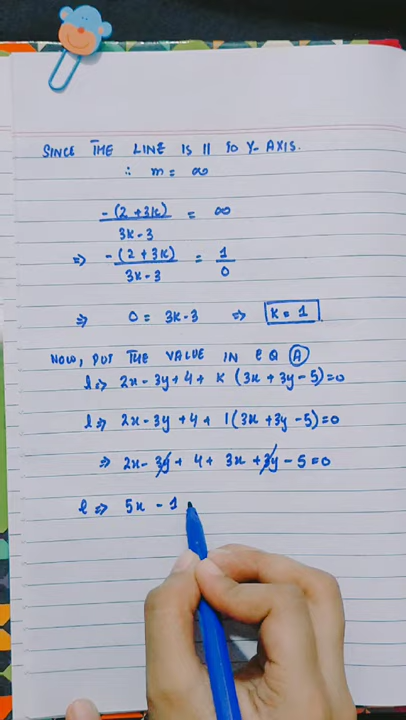 SINCE THE LINE IS || TO Y-AXIS.
∴ m = ∞
-(2+3K)/3K-3 = ∞
⇒ -(2+3K)/3K-3 = 1/0
⇒ 0 = 3K-3 ⇒ K = 1
NOW, PUT THE VALUE IN EQ A
l ⇒ 2x - 3y + 4 + K (3x + 3y - 5) = 0
l ⇒ 2x - 3y + 4 + 1(3x + 3y - 5) = 0
⇒ 2x - 3y + 4 + 3x + 3y - 5 = 0
l ⇒ 5x - 1